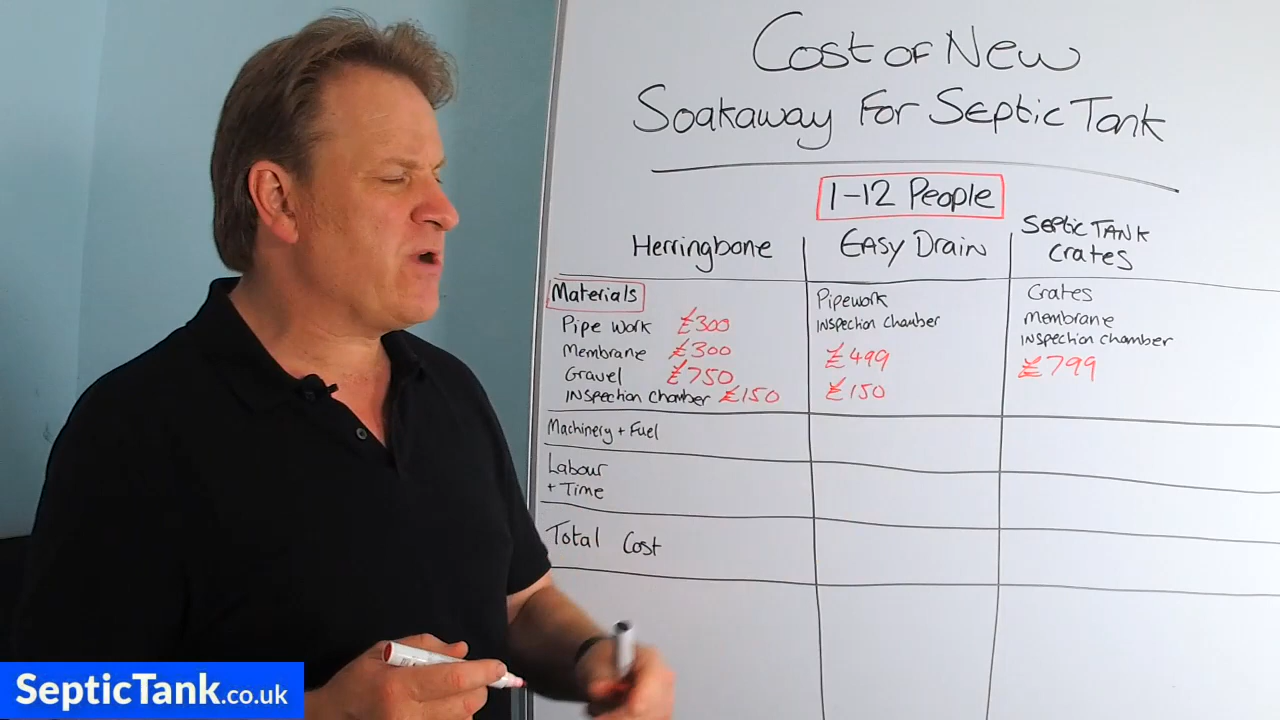 Cost of New
Soakaway For Septic Tank
1-12 People
Herringbone
EASY Drain
SEPTIC TANK
Crates
Materials
Pipe Work £300
Membrane £300
Gravel £750
INSpection Chamber £150
Pipework
INSpection Chamber
£499
£150
Crates
Membrane
INSpection Chamber
£799
Machinery + Fuel
Labour
+ Time
Total Cost
SepticTank.co.uk